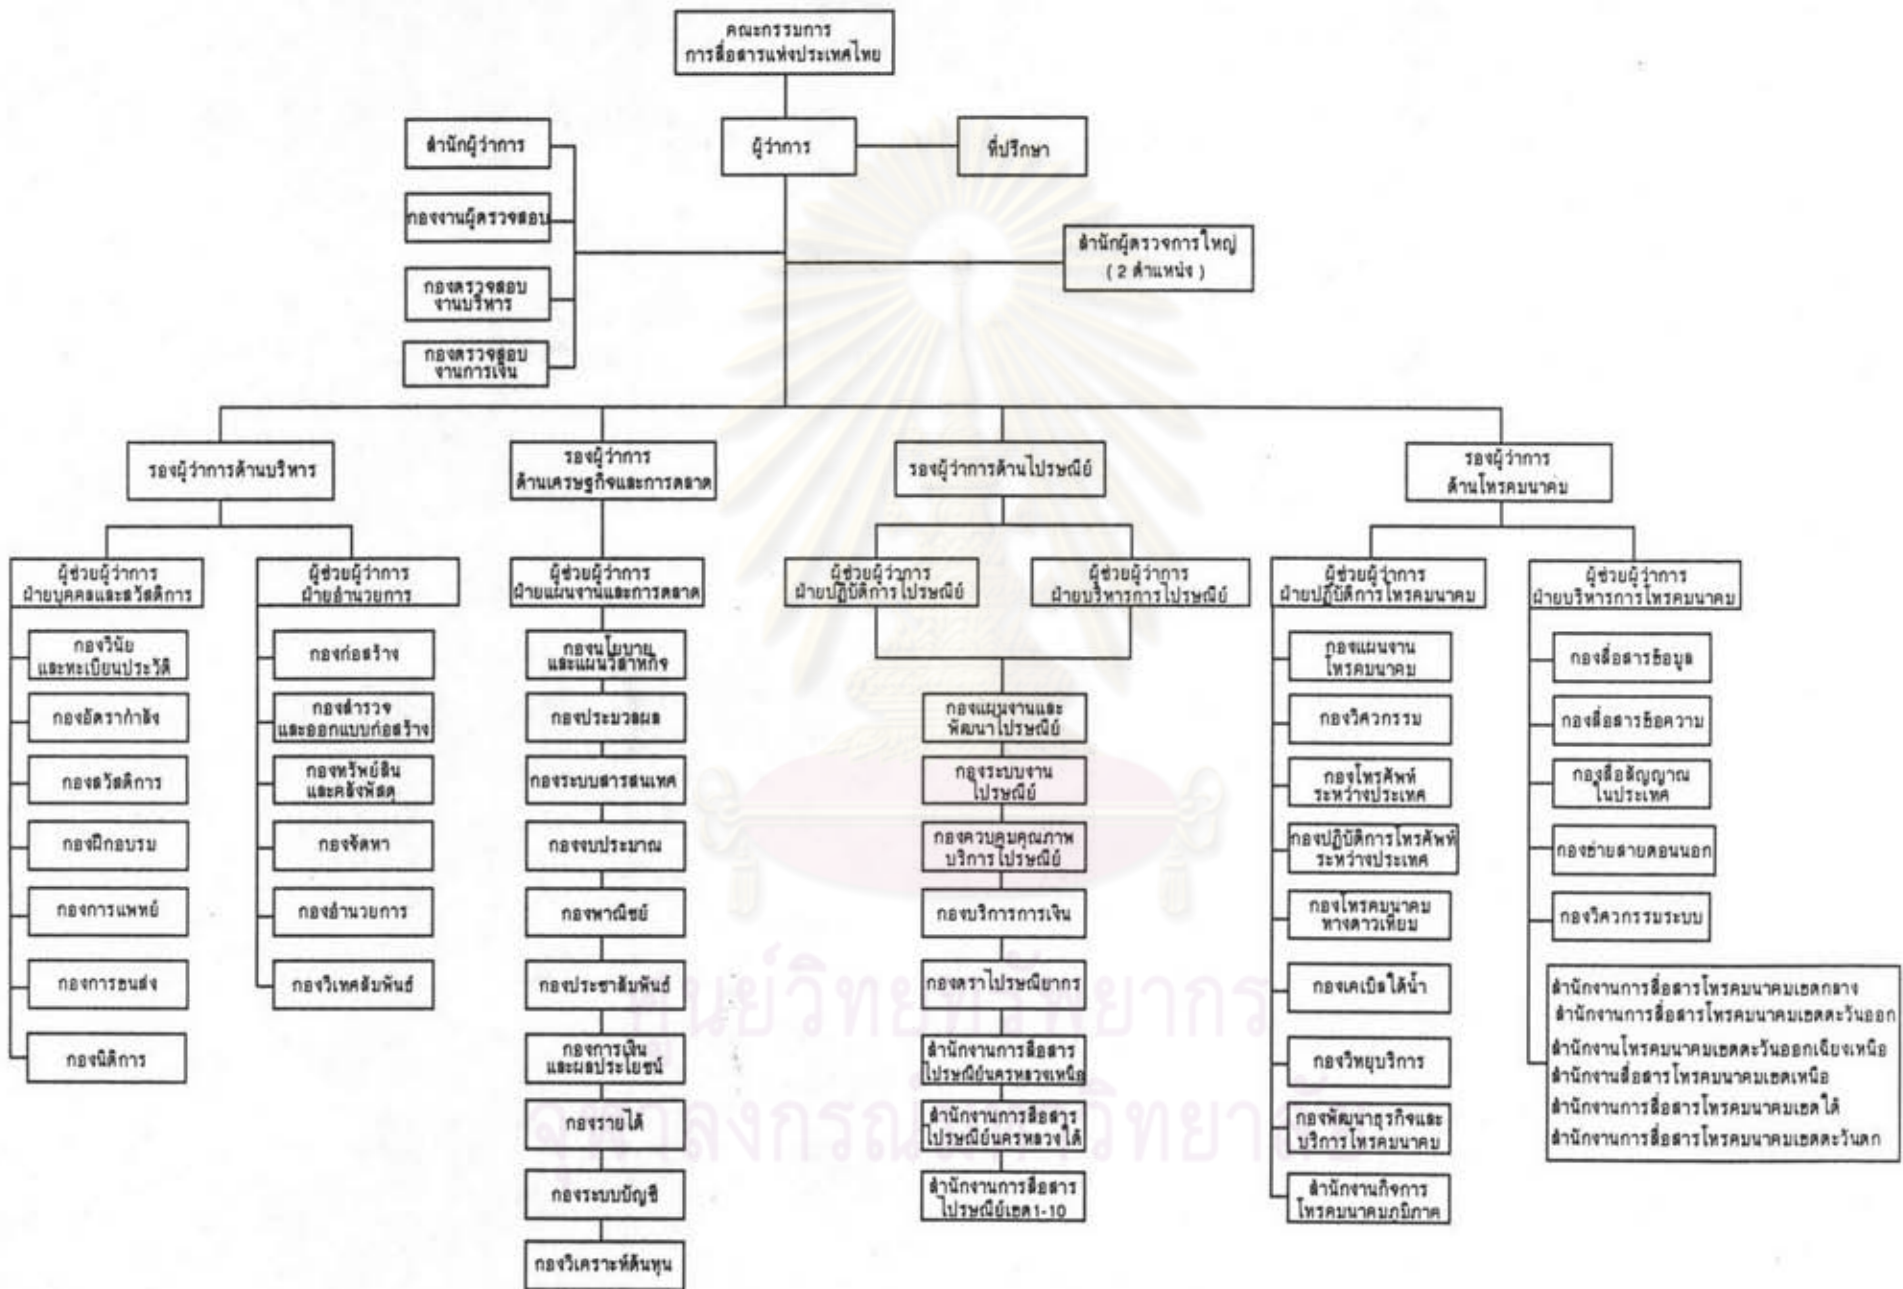 คณะกรรมการ
การสื่อสารแห่งประเทศไทย
ผู้ว่าการ
ที่ปรึกษา
สำนักผู้ว่าการ
กองงานผู้ตรวจสอบ
กองตรวจสอบ
งานบริหาร
กองตรวจสอบ
งานการเงิน
สำนักผู้ตรวจการใหญ่
( 2 ตำแหน่ง )
รองผู้ว่าการด้านบริหาร
ผู้ช่วยผู้ว่าการ
ฝ่ายบุคคลและสวัสดิการ
กองวินัย
และทะเบียนประวัติ
กองอัตรากำลัง
กองสวัสดิการ
กองฝึกอบรม
กองการแพทย์
กองการขนส่ง
กองนิติการ
ผู้ช่วยผู้ว่าการ
ฝ่ายอำนวยการ
กองก่อสร้าง
กองสำรวจ
และออกแบบก่อสร้าง
กองทรัพย์สิน
และคลังพัสดุ
กองจัดหา
กองอำนวยการ
กองวิเทศสัมพันธ์
รองผู้ว่าการ
ด้านเศรษฐกิจและการตลาด
ผู้ช่วยผู้ว่าการ
ฝ่ายแผนงานและการตลาด
กองนโยบาย
และแผนวิสาหกิจ
กองประมวลผล
กองระบบสารสนเทศ
กองงบประมาณ
กองพาณิชย์
กองประชาสัมพันธ์
กองการเงิน
และผลประโยชน์
กองรายได้
กองระบบบัญชี
กองวิเคราะห์ต้นทุน
รองผู้ว่าการด้านไปรษณีย์
ผู้ช่วยผู้ว่าการ
ฝ่ายปฏิบัติการไปรษณีย์
ผู้ช่วยผู้ว่าการ
ฝ่ายบริหารการไปรษณีย์
กองแผนงานและ
พัฒนาไปรษณีย์
กองระบบงาน
ไปรษณีย์
กองควบคุมคุณภาพ
บริการไปรษณีย์
กองบริการการเงิน
กองตราไปรษณียากร
สำนักงานการสื่อสาร
ไปรษณีย์นครหลวงเหนือ
สำนักงานการสื่อสาร
ไปรษณีย์นครหลวงใต้
สำนักงานการสื่อสาร
ไปรษณีย์เขต1-10
รองผู้ว่าการ
ด้านโทรคมนาคม
ผู้ช่วยผู้ว่าการ
ฝ่ายปฏิบัติการโทรคมนาคม
กองแผนงาน
โทรคมนาคม
กองวิศวกรรม
กองโทรศัพท์
ระหว่างประเทศ
กองปฏิบัติการโทรศัพท์
ระหว่างประเทศ
กองโทรคมนาคม
ทางดาวเทียม
กองเคเบิลใต้น้ำ
กองวิทยุบริการ
กองพัฒนาธุรกิจและ
บริการโทรคมนาคม
สำนักงานกิจการ
โทรคมนาคมภูมิภาค
ผู้ช่วยผู้ว่าการ
ฝ่ายบริหารการโทรคมนาคม
กองสื่อสารข้อมูล
กองสื่อสารข้อความ
กองสื่อสัญญาณ
ในประเทศ
กองข่ายสายตอนนอก
กองวิศวกรรมระบบ
สำนักงานการสื่อสารโทรคมนาคมเขตกลาง
สำนักงานการสื่อสารโทรคมนาคมเขตตะวันออก
สำนักงานโทรคมนาคมเขตตะวันออกเฉียงเหนือ
สำนักงานสื่อสารโทรคมนาคมเขตเหนือ
สำนักงานการสื่อสารโทรคมนาคมเขตใต้
สำนักงานการสื่อสารโทรคมนาคมเขตตะวันตก
ศูนย์วิทยทรัพยากร
จุฬาลงกรณ์มหาวิทยาลัย